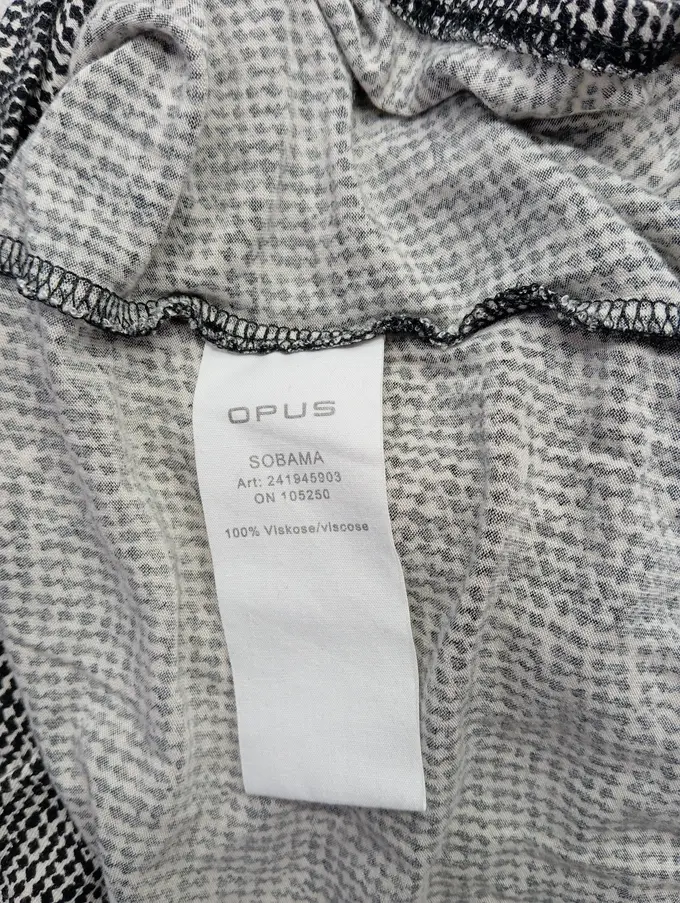 OPUS
SOBAMA
Art: 241945903
ON 105250
100% Viskose/viscose